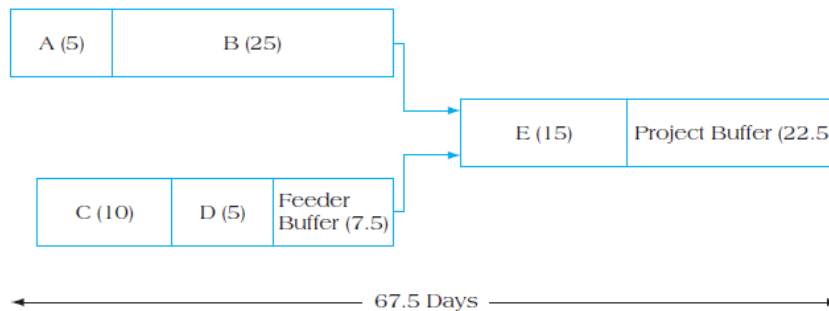 A (5)
B (25)
E (15)
Project Buffer (22.5
C (10)
D (5)
Feeder
Buffer (7.5)
67.5 Days